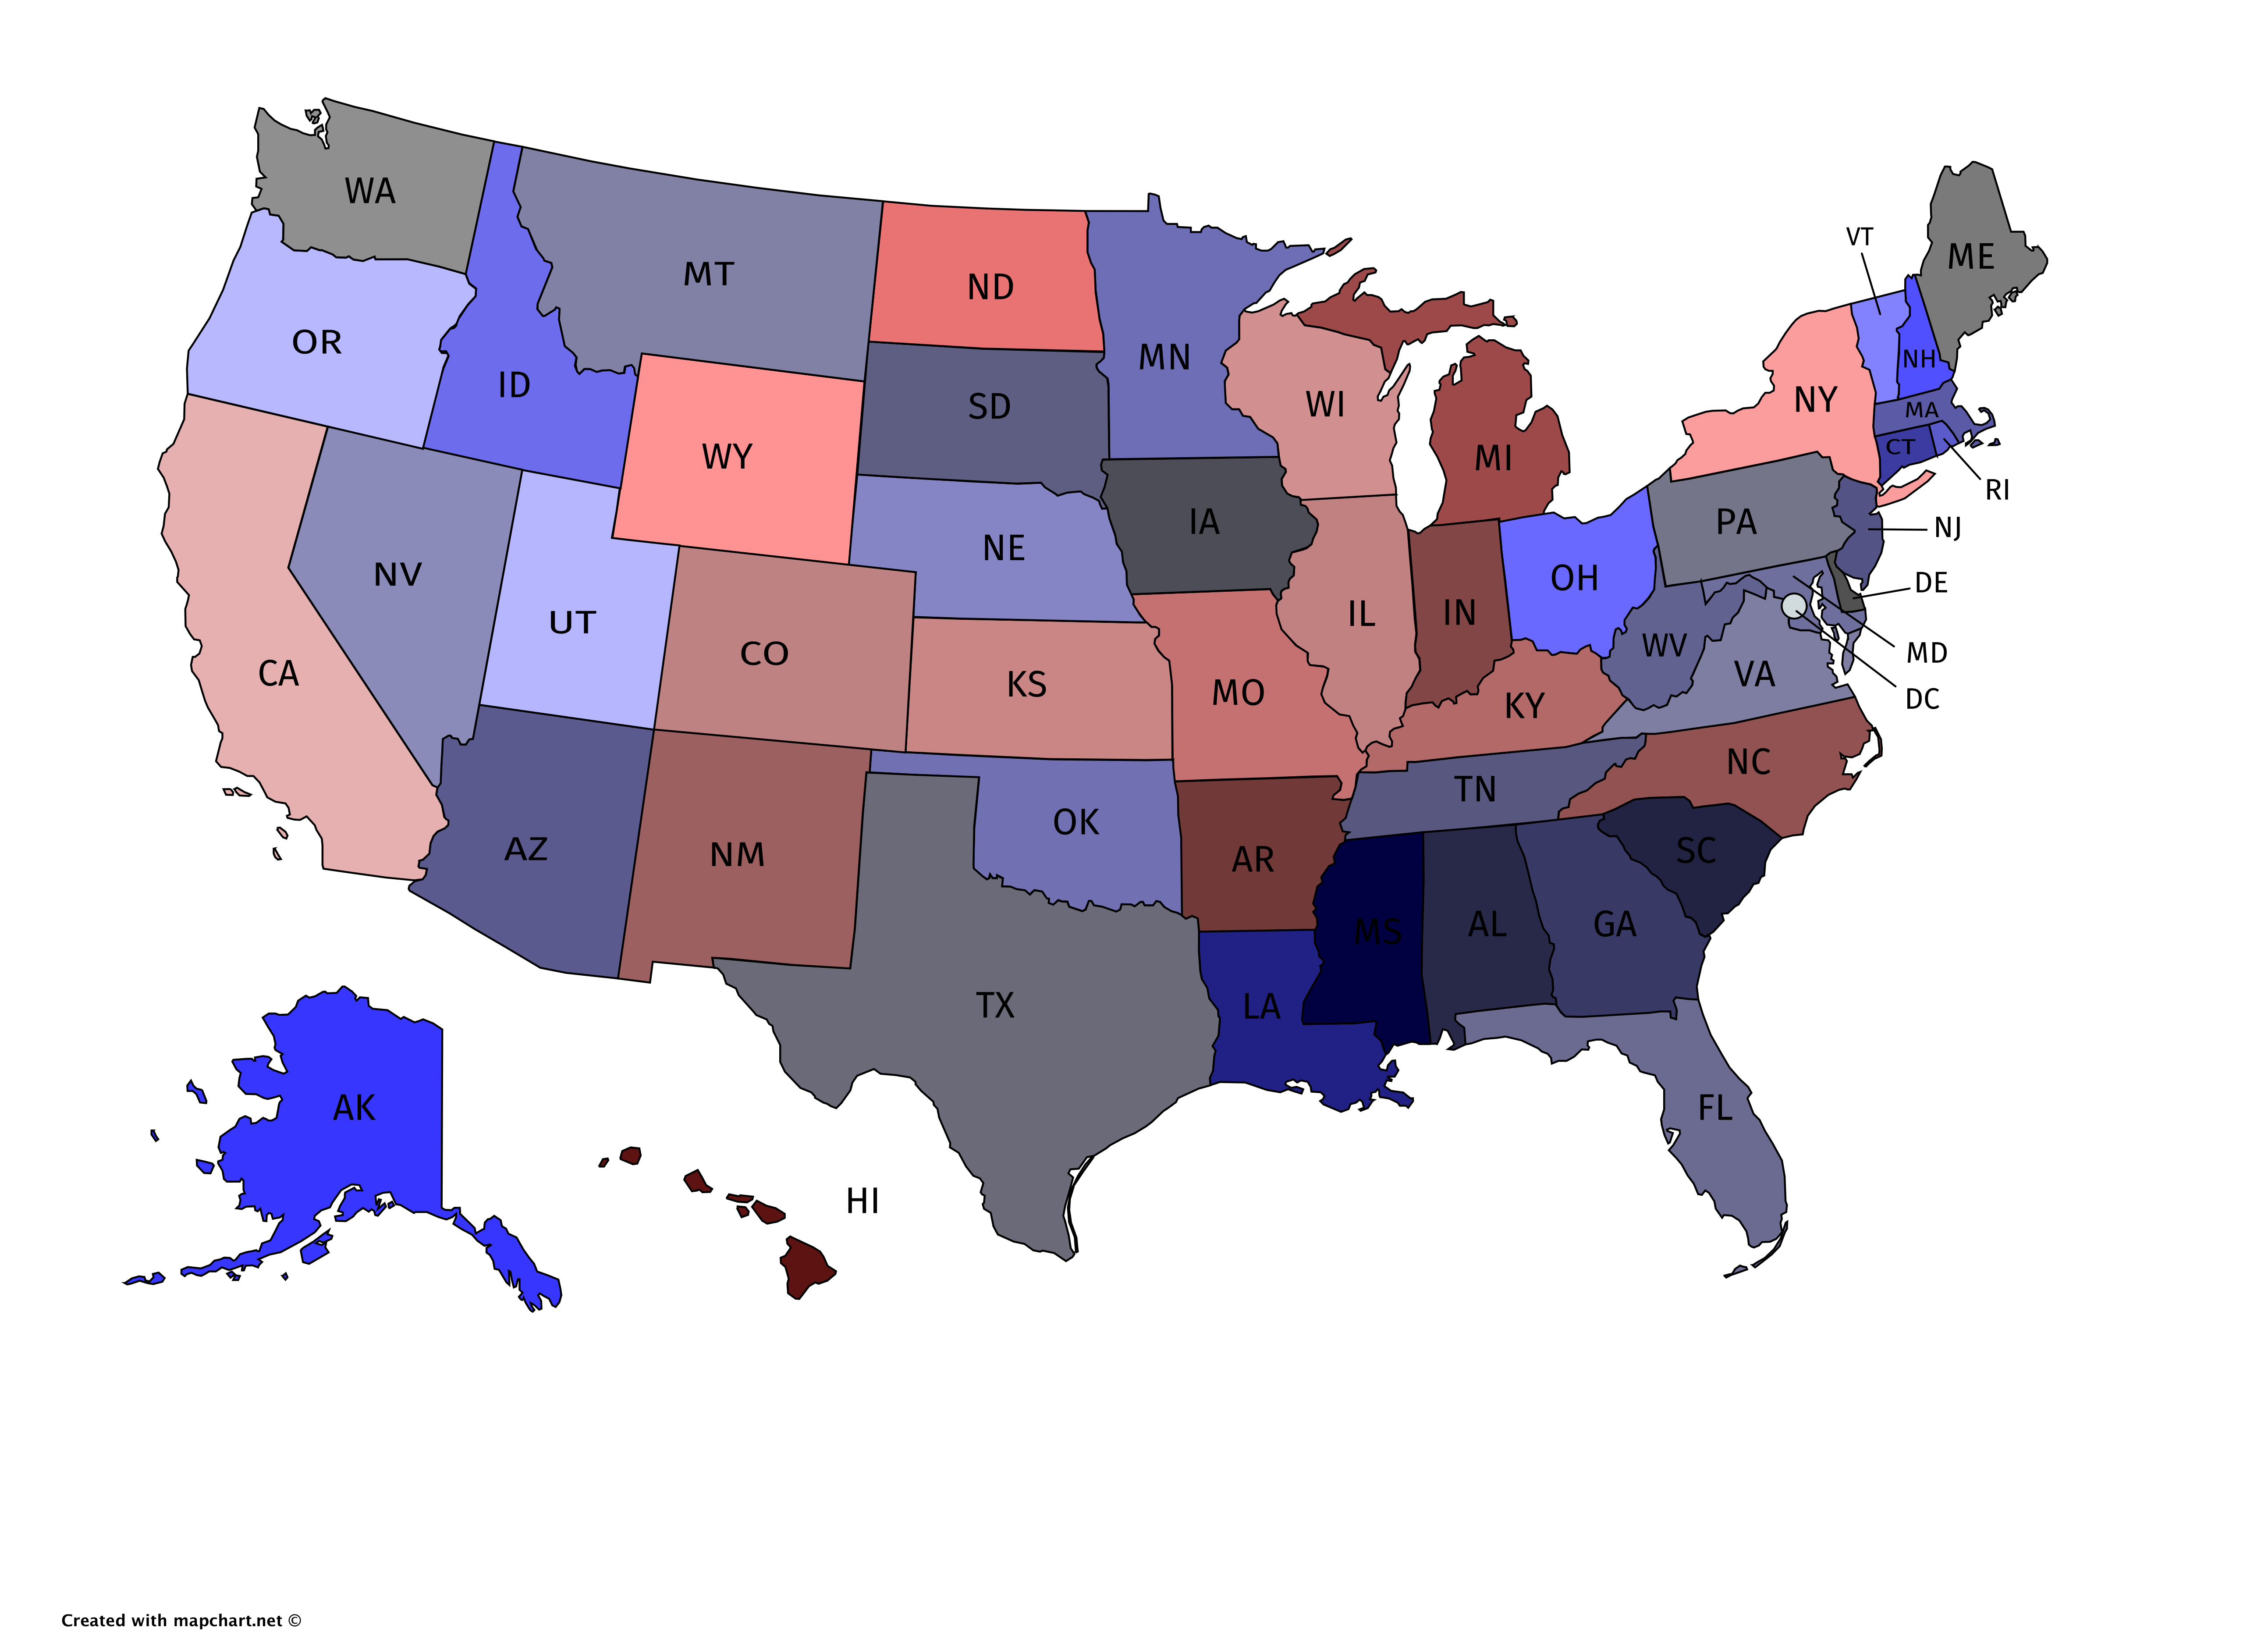 WA
VT
ME
MT
ND
OR
MN
NH
ID
NY
WI
SD
MA
CT
WY
MI
RI
IA
PA
NJ
NE
NV
OH
DE
IN
IL
UT
WV
MD
CO
CA
VA
KS
MO
DC
KY
NC
TN
OK
AZ
NM
SC
AR
MS
AL
GA
TX
LA
AK
FL
HI
Created with mapchart.net ©